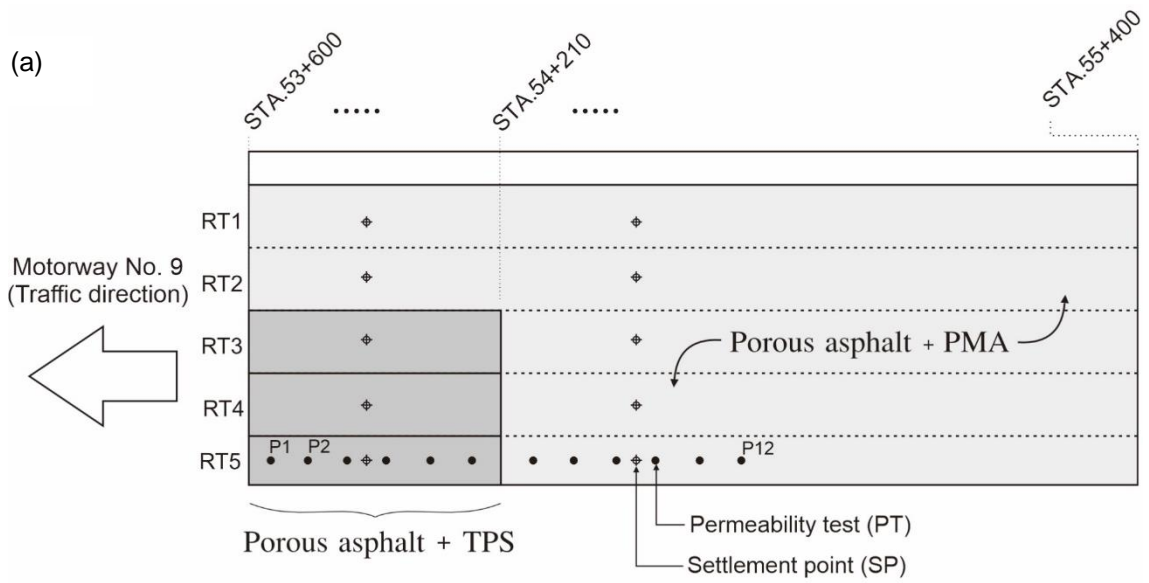 (a)
STA.53+600
.....
STA.54+210
.....
STA.55+400
RT1
Motorway No. 9
(Traffic direction)
RT2
RT3
Porous asphalt + PMA
RT4
P1
P2
P12
RT5
Permeability test (PT)
Porous asphalt + TPS
Settlement point (SP)